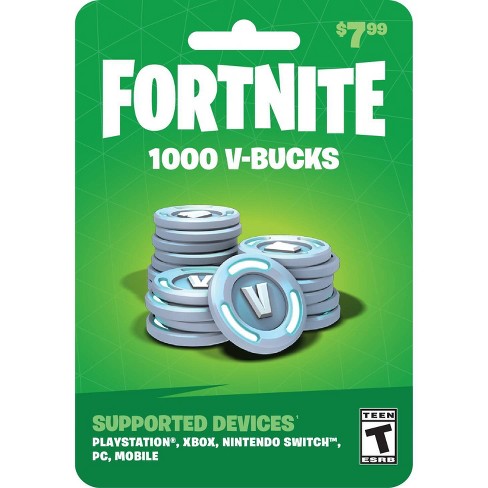 $7.99
FORTNITE
1000 V-BUCKS
V
SUPPORTED DEVICES¹
PLAYSTATION®, XBOX, NINTENDO SWITCH™,
PC, MOBILE
TEEN
T
ESRB